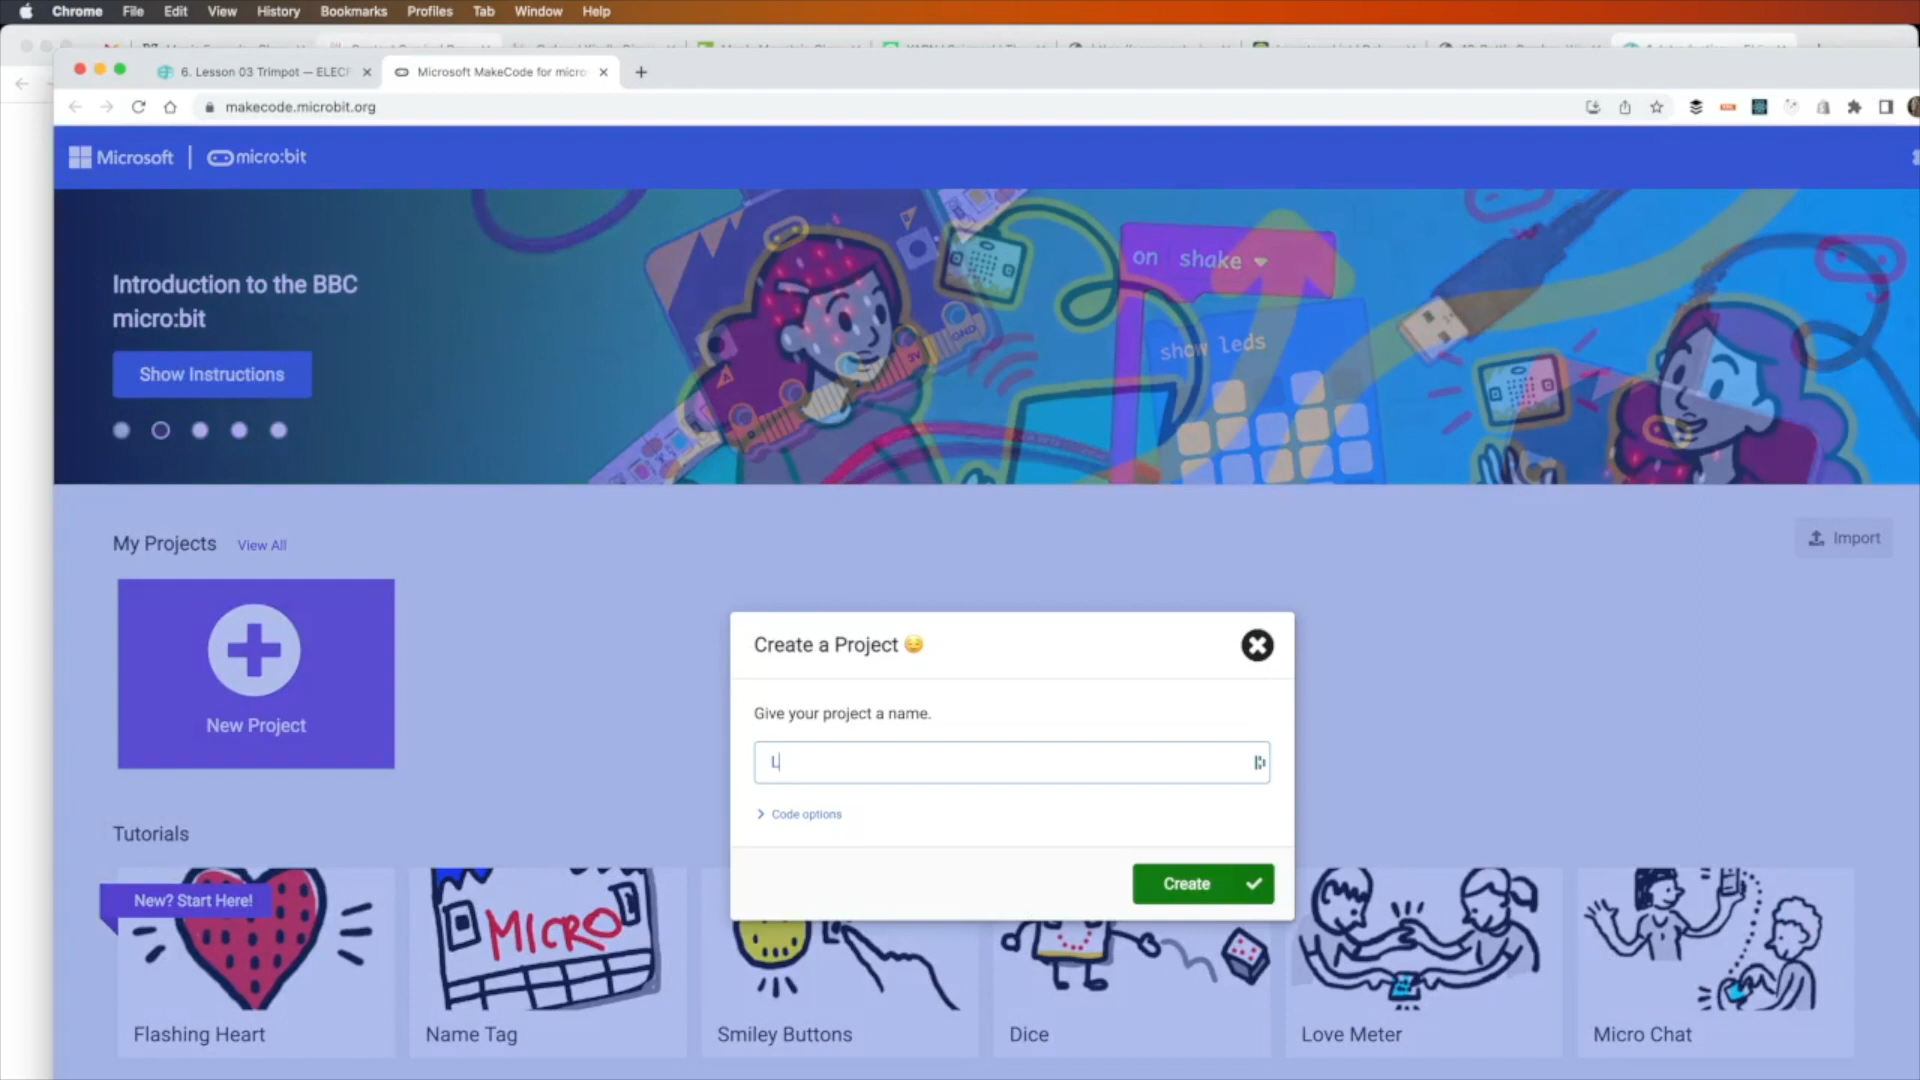 Chrome File Edit View History Bookmarks Profiles Tab Window Help
6. Lesson 03 Trimpot — ELECF
Microsoft MakeCode for micro
makecode.microbit.org
Microsoft | micro:bit
Introduction to the BBC
micro:bit
Show Instructions
on shake
show leds
3V GND
My Projects View All
Import
New Project
Create a Project
Give your project a name.
L
Code options
Create
Tutorials
New? Start Here!
MICRO
Flashing Heart
Name Tag
Smiley Buttons
Dice
Love Meter
Micro Chat